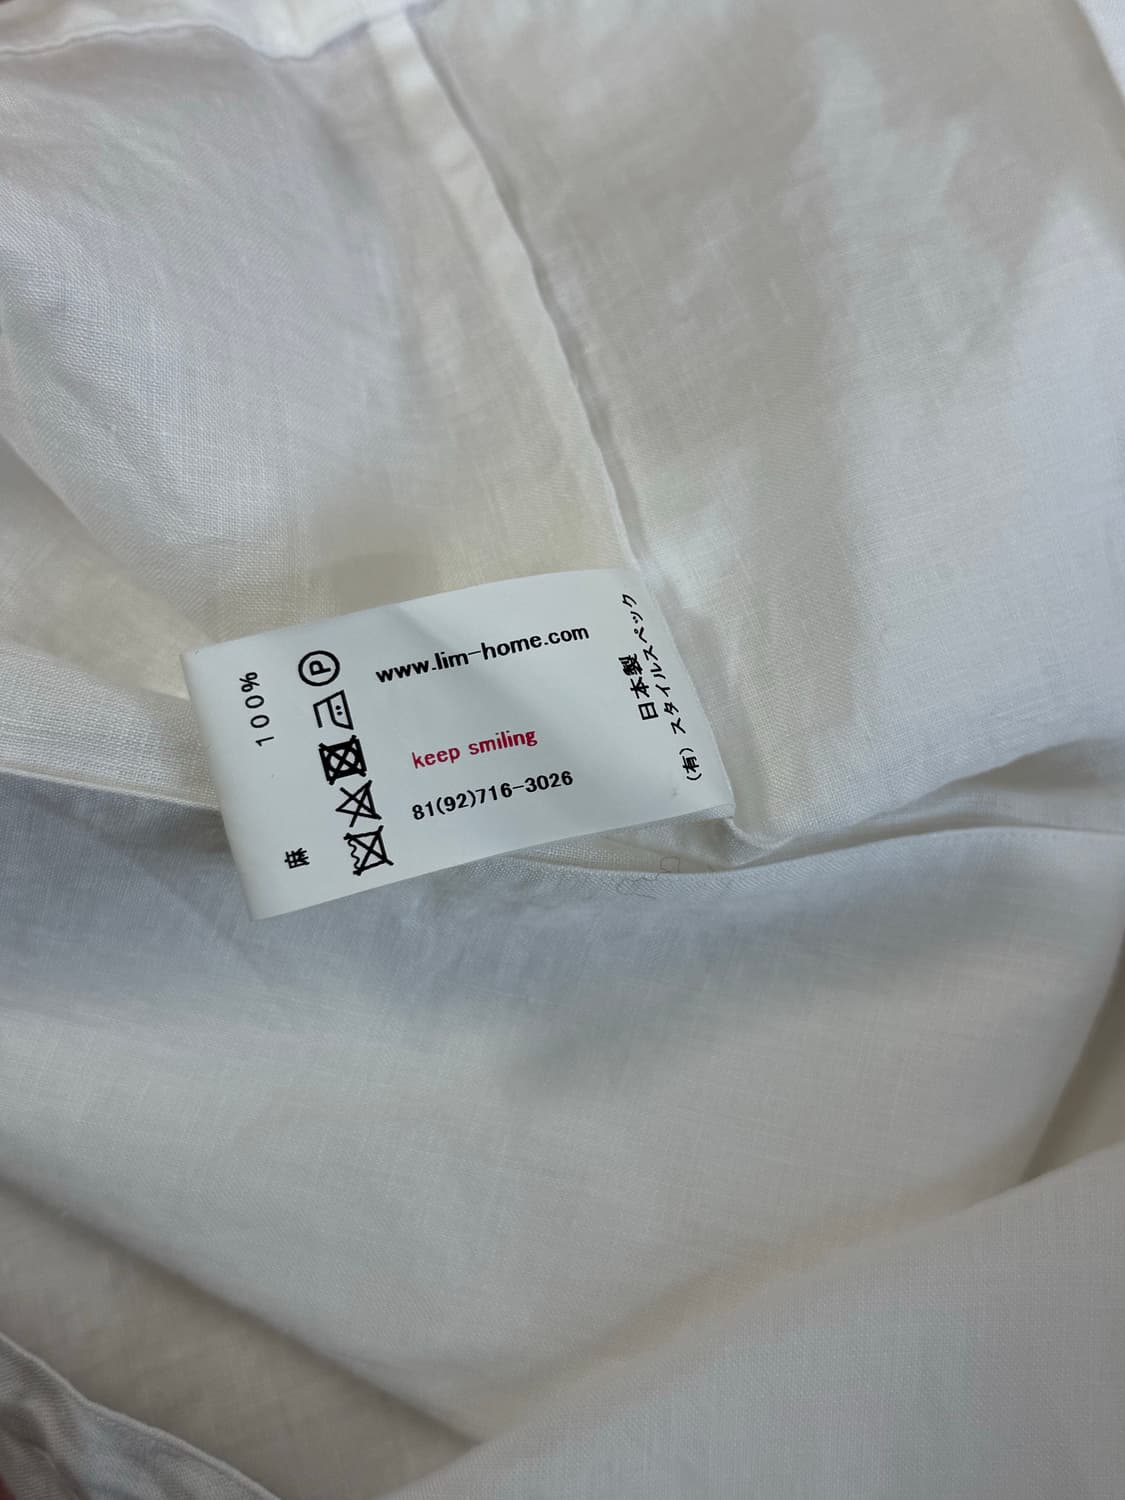 麻 100%
www.lim-home.com
keep smiling
81(92)716-3026
日本製
(有) スタイルスペック